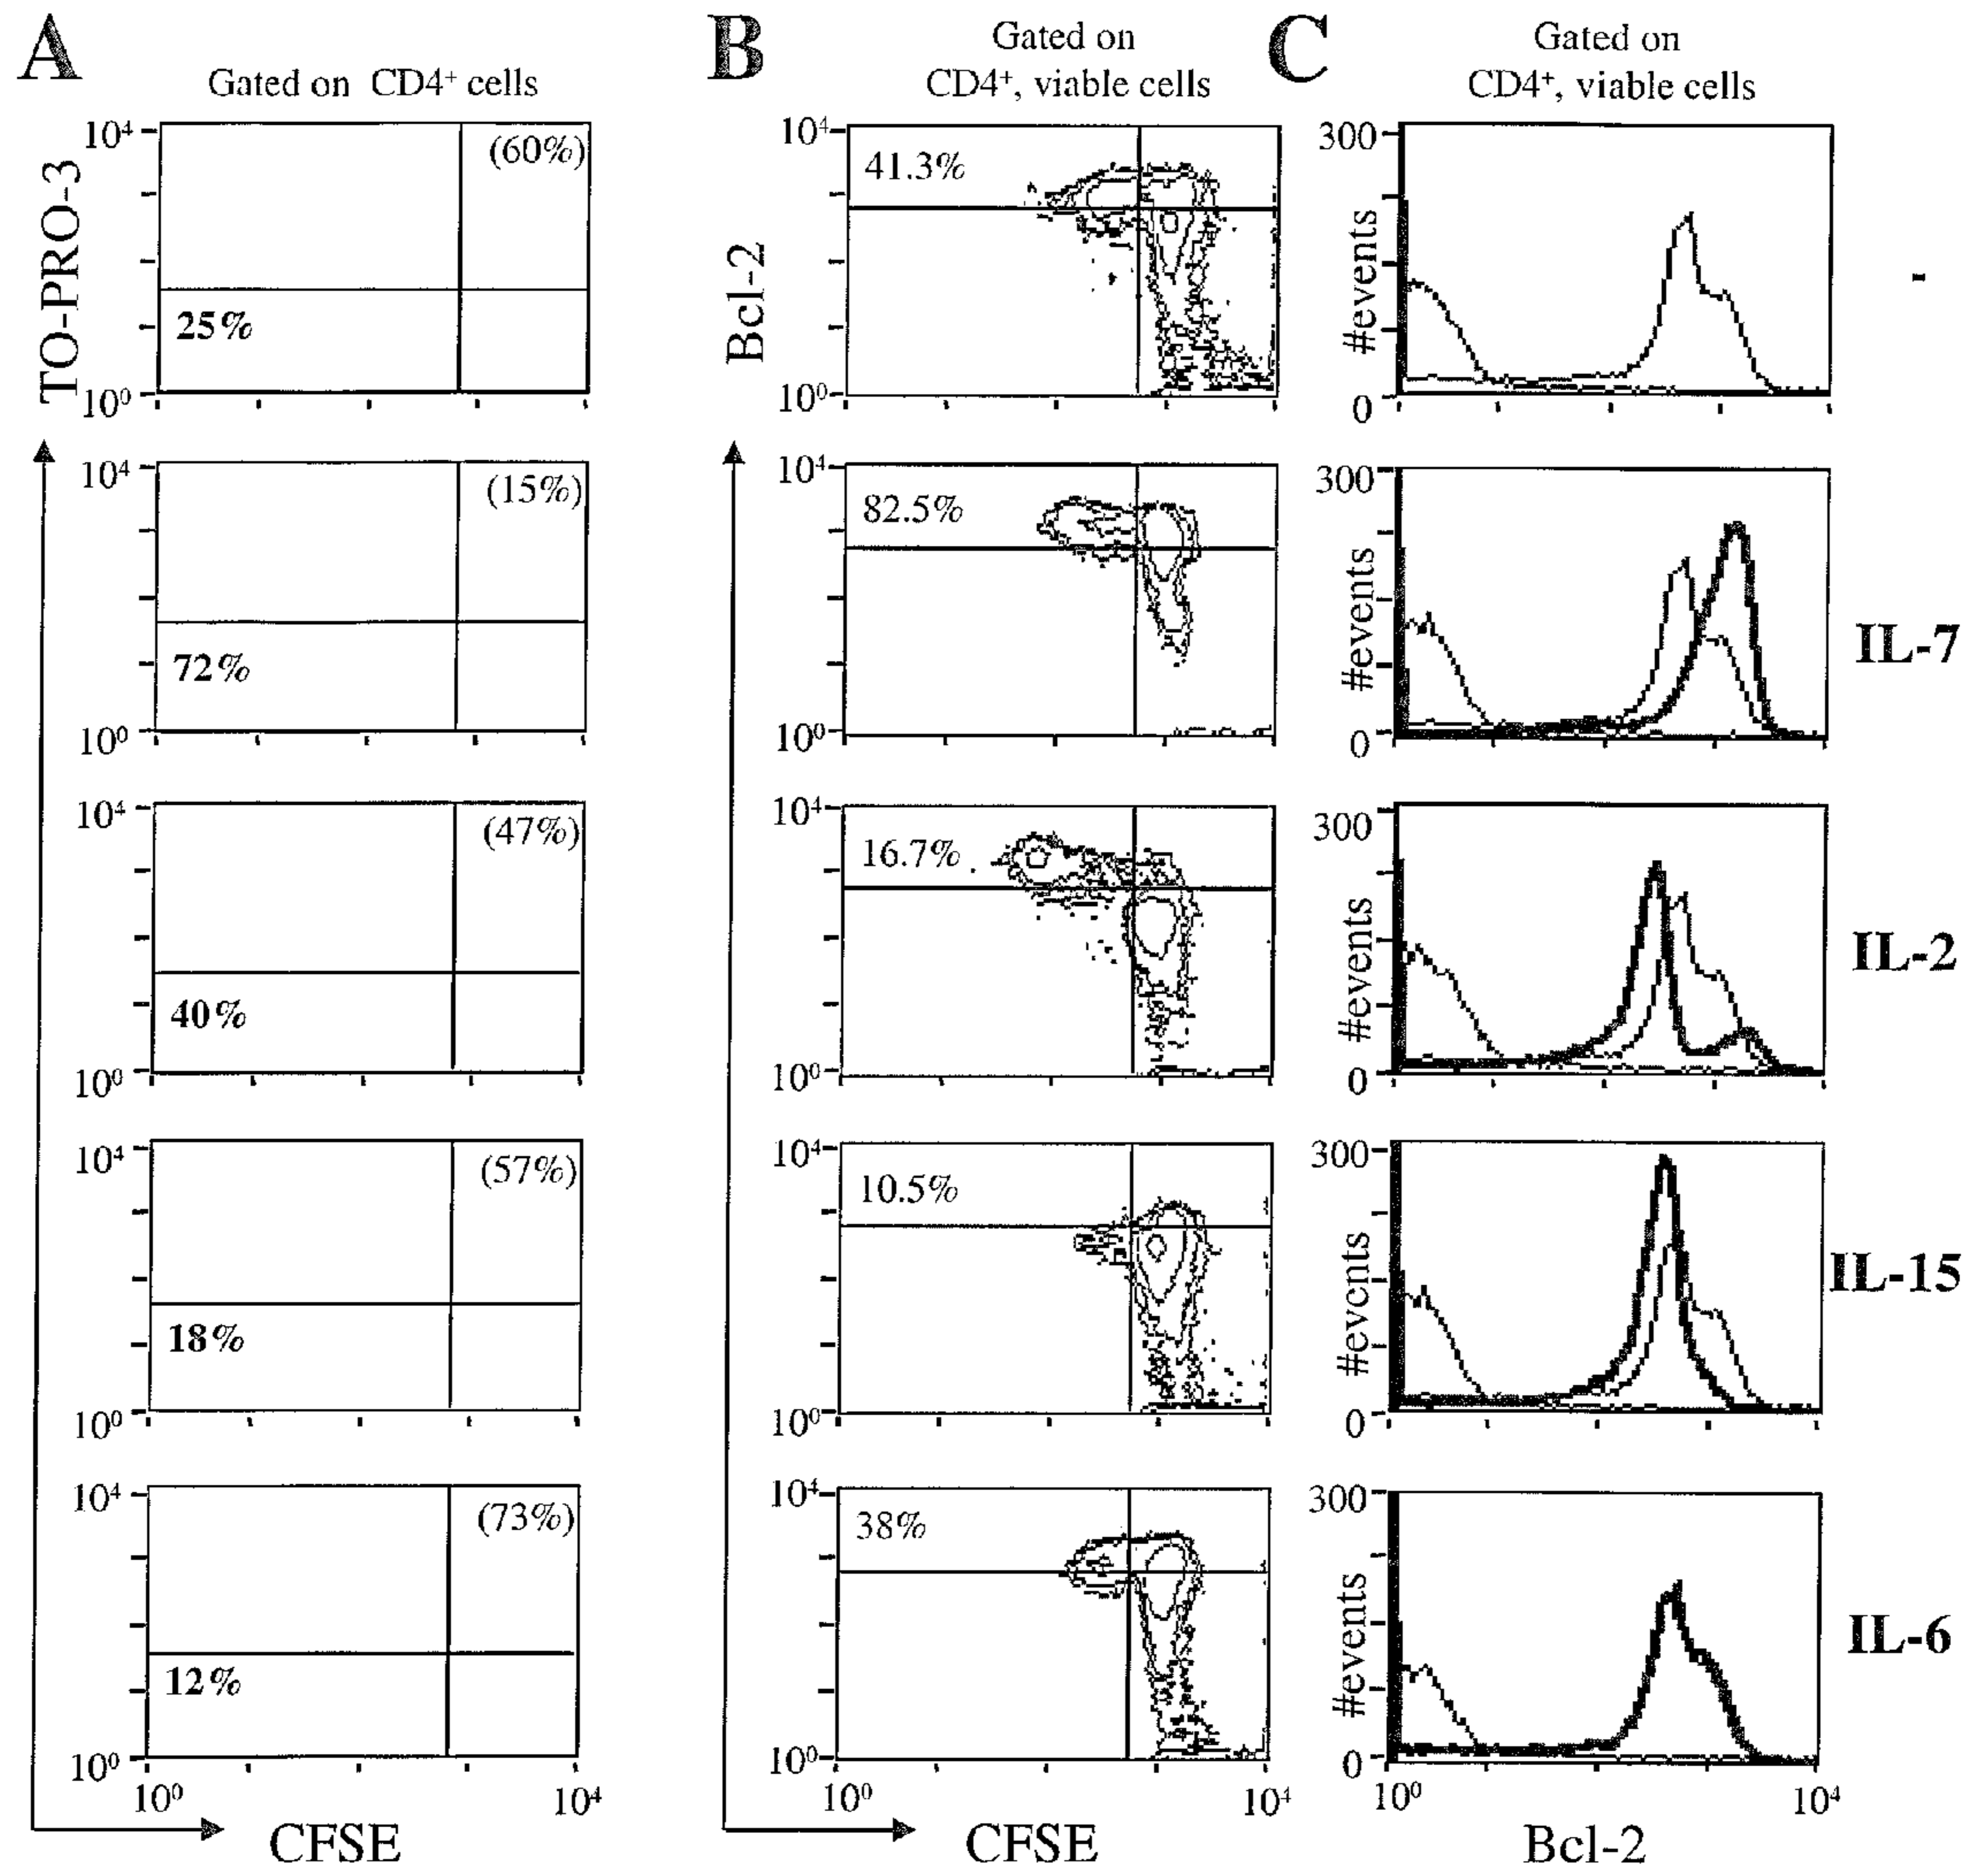 A
Gated on CD4⁺ cells
B
Gated on
CD4⁺, viable cells
C
Gated on
CD4⁺, viable cells
TO-PRO-3
10⁴
(60%)
25%
10⁰
Bcl-2
10⁴
41.3%
10⁰
300
#events
0
-
10⁴
(15%)
72%
10⁰
10⁴
82.5%
10⁰
300
#events
0
IL-7
10⁴
(47%)
40%
10⁰
10⁴
16.7%
10⁰
300
#events
0
IL-2
10⁴
(57%)
18%
10⁰
10⁴
10.5%
10⁰
300
#events
0
IL-15
10⁴
(73%)
12%
10⁰
10⁰ 10⁴
CFSE
10⁴
38%
10⁰
10⁰ 10⁴
CFSE
300
#events
0
10⁰ 10⁴
Bcl-2
IL-6